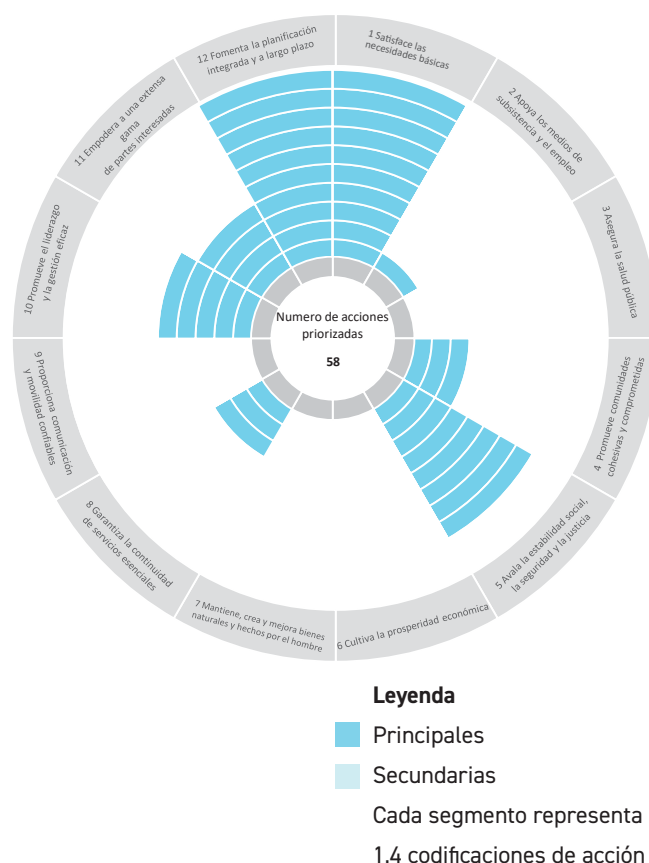 12 Fomenta la planificación
integrada y a largo plazo
1 Satisface las
necesidades básicas
2 Apoya los medios de
subsistencia y el empleo
3 Asegura la salud pública
4 Promueve comunidades
cohesivas y comprometidas
5 Avala la estabilidad social,
la seguridad y la justicia
6 Cultiva la prosperidad económica
7 Mantiene, crea y mejora bienes
naturales y hechos por el hombre
8 Garantiza la continuidad
de servicios esenciales
9 Proporciona comunicación
y movilidad confiables
10 Promueve el liderazgo
y la gestión eficaz
11 Empodera a una extensa
gama
de partes interesadas
Numero de acciones
priorizadas
58
Leyenda
Principales
Secundarias
Cada segmento representa
1.4 codificaciones de acción